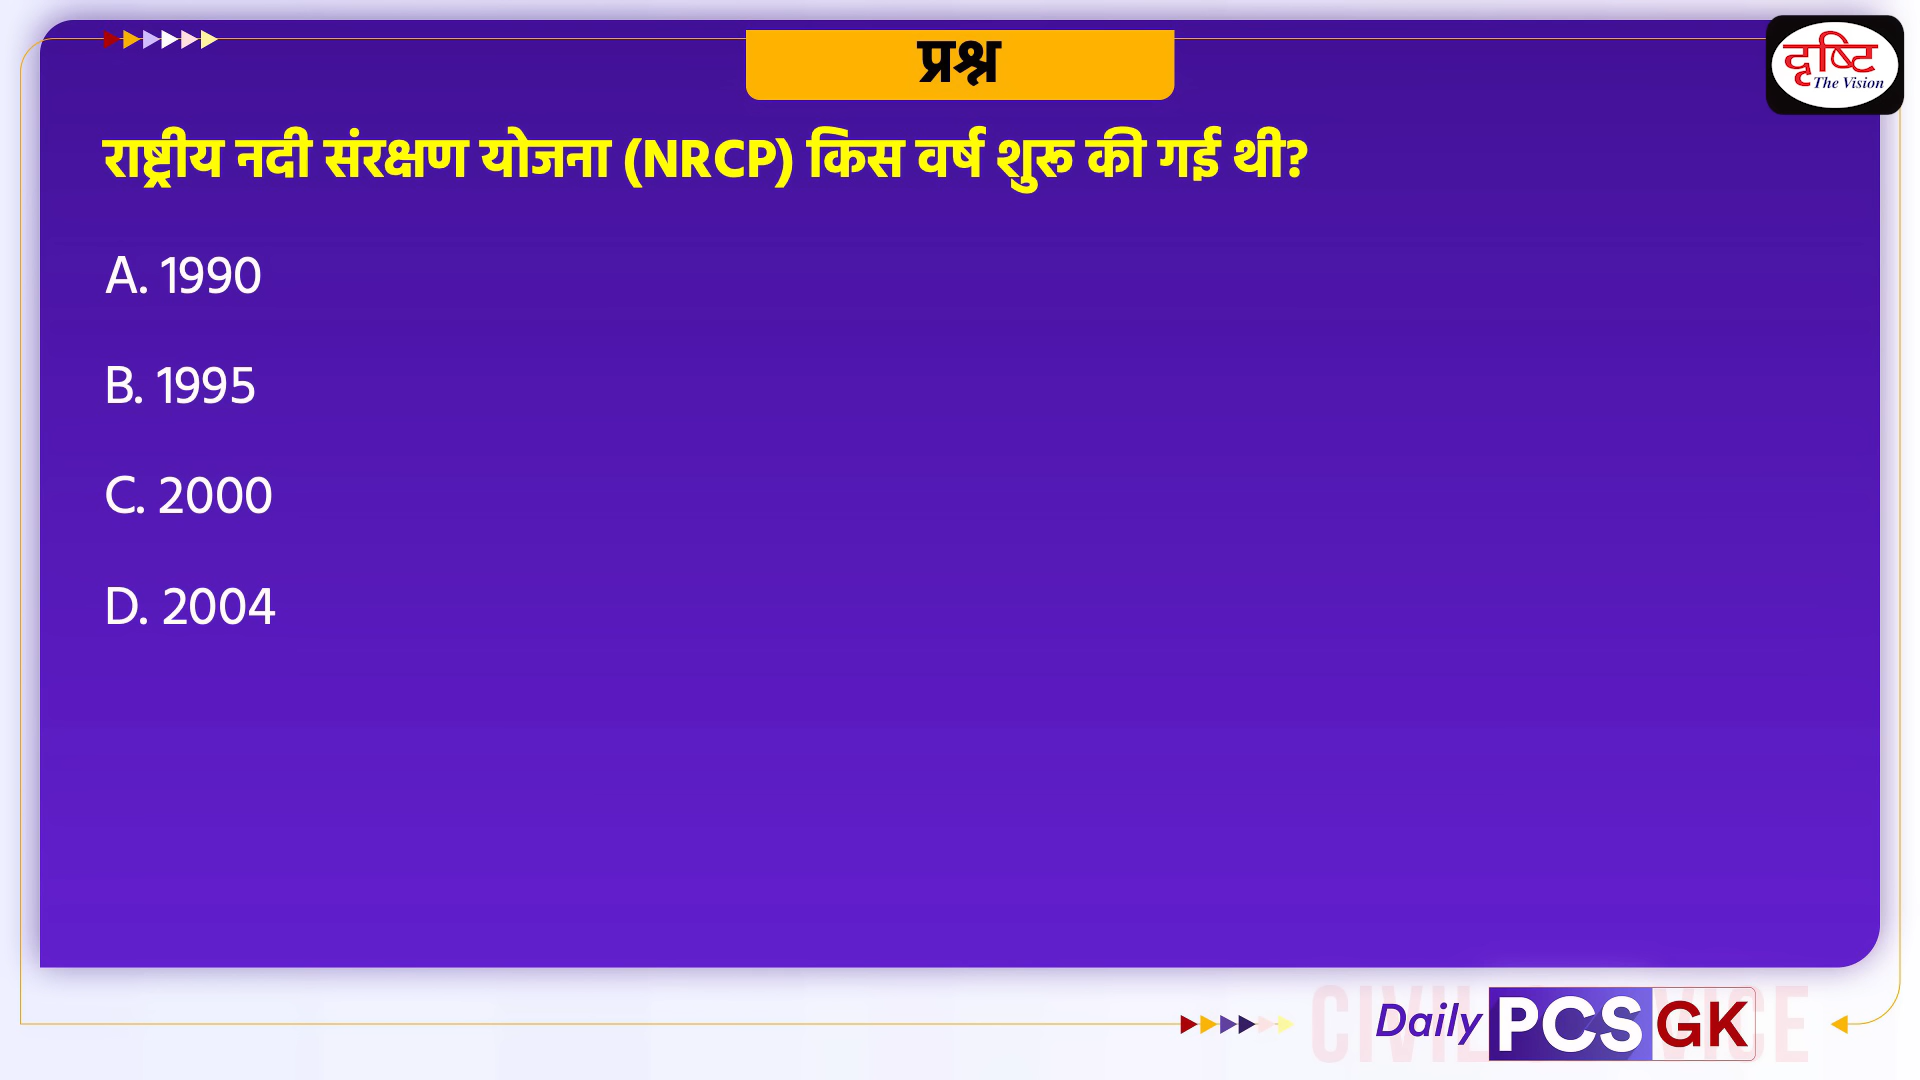 प्रश्न
दृष्टि
The Vision
राष्ट्रीय नदी संरक्षण योजना (NRCP) किस वर्ष शुरू की गई थी?
A. 1990
B. 1995
C. 2000
D. 2004
Daily PCS GK